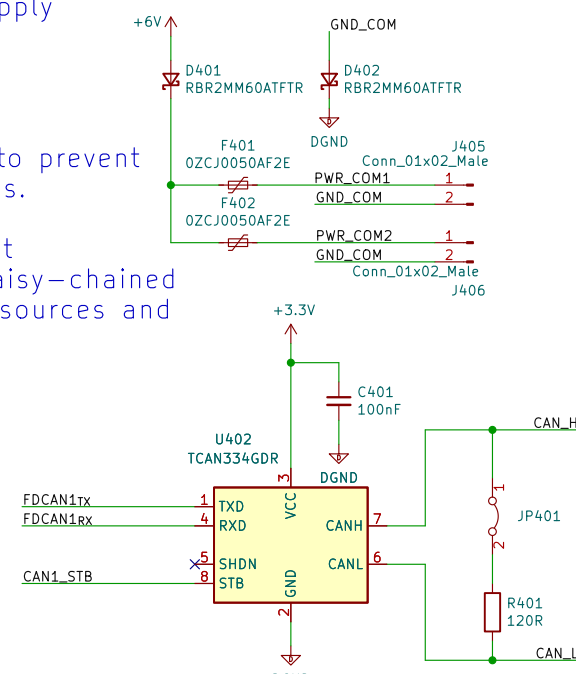 pply
+6V
GND_COM
D401
RBR2MM60ATFTR
D402
RBR2MM60ATFTR
DGND
to prevent
s.
F401
0ZCJ0050AF2E
J405
Conn_01x02_Male
PWR_COM1
1
GND_COM
2
F402
0ZCJ0050AF2E
t
PWR_COM2
1
GND_COM
2
aisy-chained
Conn_01x02_Male
J406
sources and
+3.3V
C401
100nF
DGND
U402
TCAN334GDR
3
VCC
FDCAN1TX
1
TXD
FDCAN1RX
4
RXD
5
SHDN
CAN1_STB
8
STB
CANH
7
CANL
6
GND
2
CAN_H
1
JP401
2
R401
120R
CAN_L